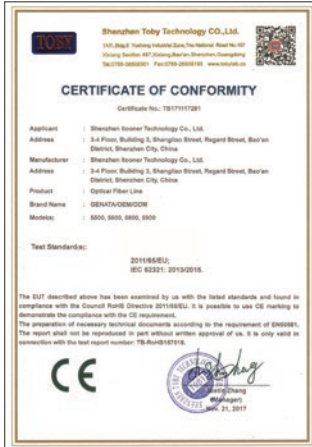 TOBY
Shenzhen Toby Technology CO.,Ltd.
CERTIFICATE OF CONFORMITY
Certificate No.: TB171117281
Applicant : Shenzhen Itooner Technology Co., Ltd.
Address : 3-4 Floor, Building 3, Shangliao Street, Regard Street, Bao'an
District, Shenzhen City, China
Manufacturer : Shenzhen Itooner Technology Co., Ltd.
Address : 3-4 Floor, Building 3, Shangliao Street, Regard Street, Bao'an
District, Shenzhen City, China
Product : Optical Fiber Line
Brand Name : GENATA/OEM/ODM
Model(s) : 5500, 5600, 5800, 5900
Test Standard(s):
2011/65/EU;
IEC 62321: 2013/2015.
The EUT described above has been examined by us with the listed standards and found in
compliance with the Council RoHS Directive 2011/65/EU. It is possible to use CE marking to
demonstrate the compliance with the CE requirement.
The preparation of necessary technical documents according to the requirement of EN50581.
The report shall not be reproduced in part without written approval of us. It is only valid in
connection with the test report number: TB-RoHS157018.
CE
Zhang
(Manager)
Nov. 21, 2017